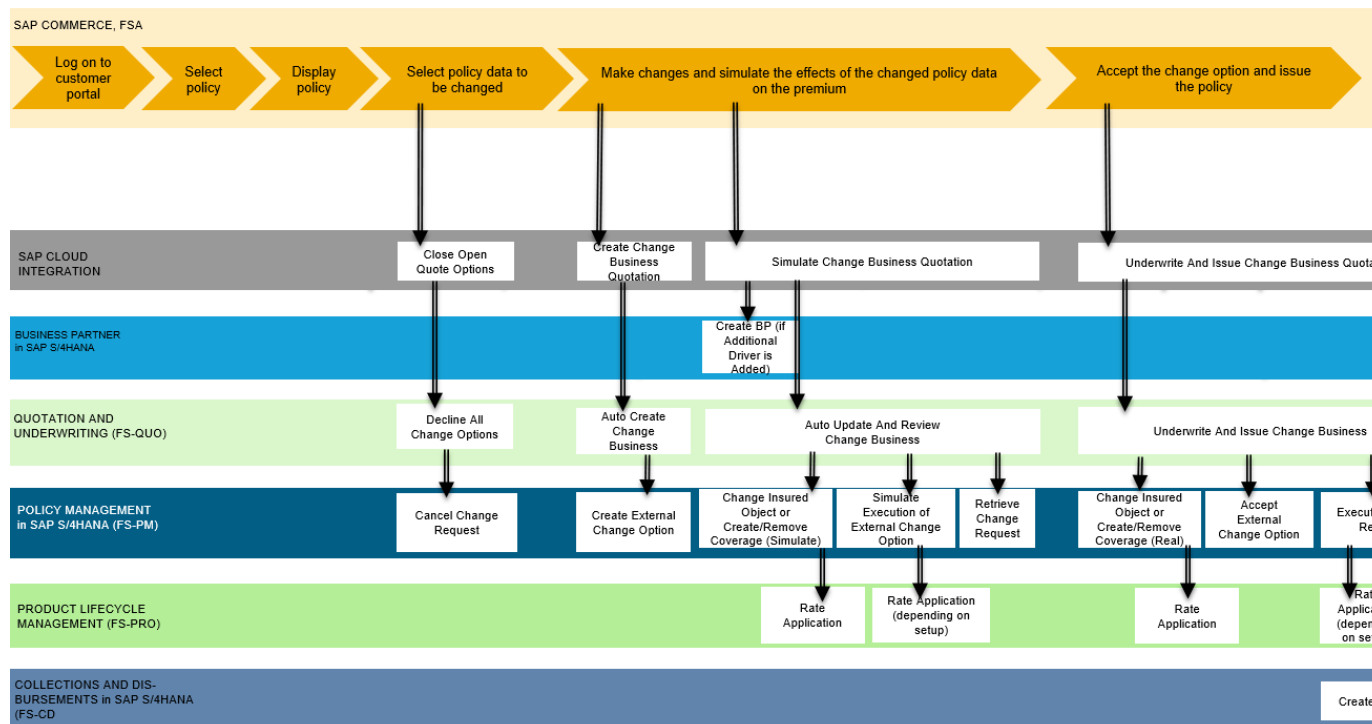 SAP COMMERCE, FSA
Log on to
customer
portal
Select
policy
Display
policy
Select policy data to
be changed
Make changes and simulate the effects of the changed policy data
on the premium
Accept the change option and issue
the policy
SAP CLOUD
INTEGRATION
Close Open
Quote Options
Create Change
Business
Quotation
Simulate Change Business Quotation
Underwrite And Issue Change Business
BUSINESS PARTNER
in SAP S/4HANA
Create BP (if
Additional
Driver is
Added)
QUOTATION AND
UNDERWRITING (FS-QUO)
Decline All
Change Options
Auto Create
Change
Business
Auto Update And Review
Change Business
Underwrite And Issue Change Business
POLICY MANAGEMENT
in SAP S/4HANA (FS-PM)
Cancel Change
Request
Create External
Change Option
Change Insured
Object or
Create/Remove
Coverage (Simulate)
Simulate
Execution of
External Change
Option
Retrieve
Change
Request
Change Insured
Object or
Create/Remove
Coverage (Real)
Accept
External
Change Option
PRODUCT LIFECYCLE
MANAGEMENT (FS-PRO)
Rate
Application
Rate Application
(depending on
setup)
Rate
Application
COLLECTIONS AND DIS-
BURSEMENTS in SAP S/4HANA
(FS-CD
Create